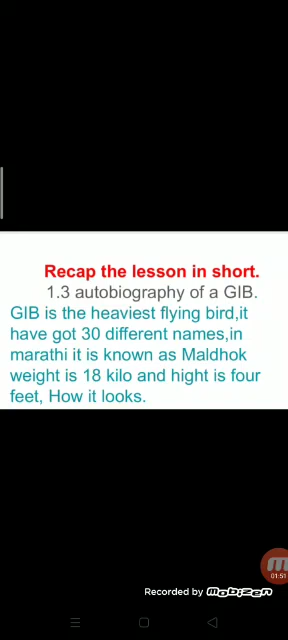 Recap the lesson in short.
1.3 autobiography of a GIB.
GIB is the heaviest flying bird,it
have got 30 different names,in
marathi it is known as Maldhok
weight is 18 kilo and hight is four
feet, How it looks.
01:51
Recorded by Mobizen